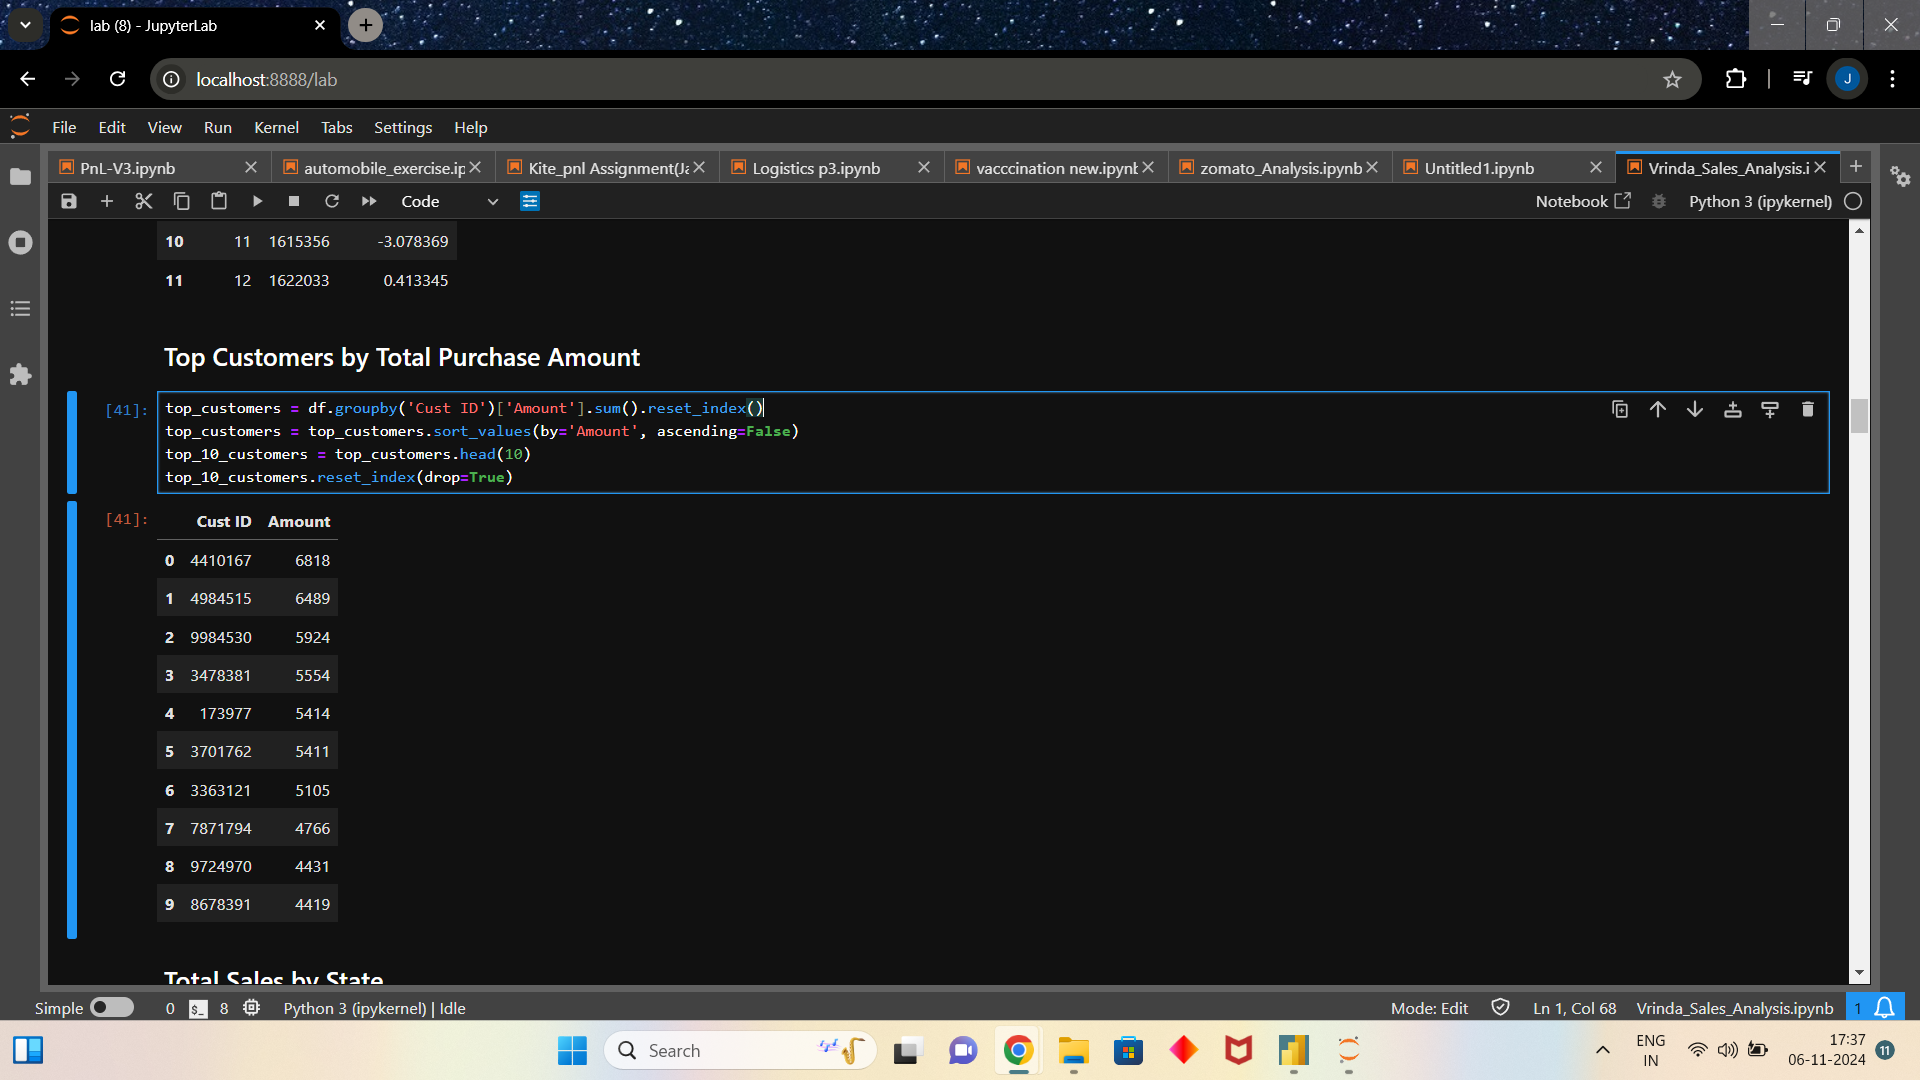 lab (8) - JupyterLab
localhost:8888/lab
J
File Edit View Run Kernel Tabs Settings Help
PnL-V3.ipynb automobile_exercise.ip Kite_pnl Assignment(Ja Logistics p3.ipynb vacccination new.ipynb zomato_Analysis.ipynb Untitled1.ipynb Vrinda_Sales_Analysis.i
Code Notebook Python 3 (ipykernel)
10 11 1615356 -3.078369
11 12 1622033 0.413345
Top Customers by Total Purchase Amount
[41]: top_customers = df.groupby('Cust ID')['Amount'].sum().reset_index()
top_customers = top_customers.sort_values(by='Amount', ascending=False)
top_10_customers = top_customers.head(10)
top_10_customers.reset_index(drop=True)
[41]: Cust ID Amount
0 4410167 6818
1 4984515 6489
2 9984530 5924
3 3478381 5554
4 173977 5414
5 3701762 5411
6 3363121 5105
7 7871794 4766
8 9724970 4431
9 8678391 4419
Total Sales by State
Simple 0 $_ 8 Python 3 (ipykernel) | Idle Mode: Edit Ln 1, Col 68 Vrinda_Sales_Analysis.ipynb 1
Search
ENG
IN
17:37
06-11-2024
11